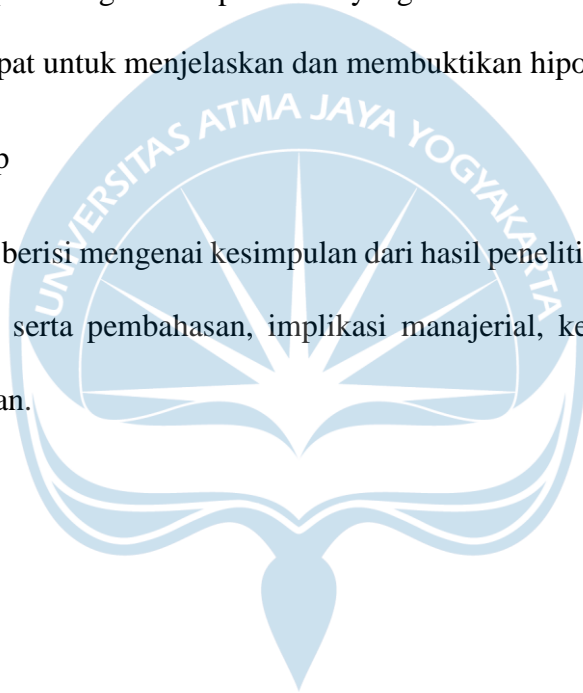 pat untuk menjelaskan dan membuktikan hipo
p
berisi mengenai kesimpulan dari hasil peneliti
serta pembahasan, implikasi manajerial, ke
an.
UNIVERSITAS ATMA JAYA YOGYAKARTA